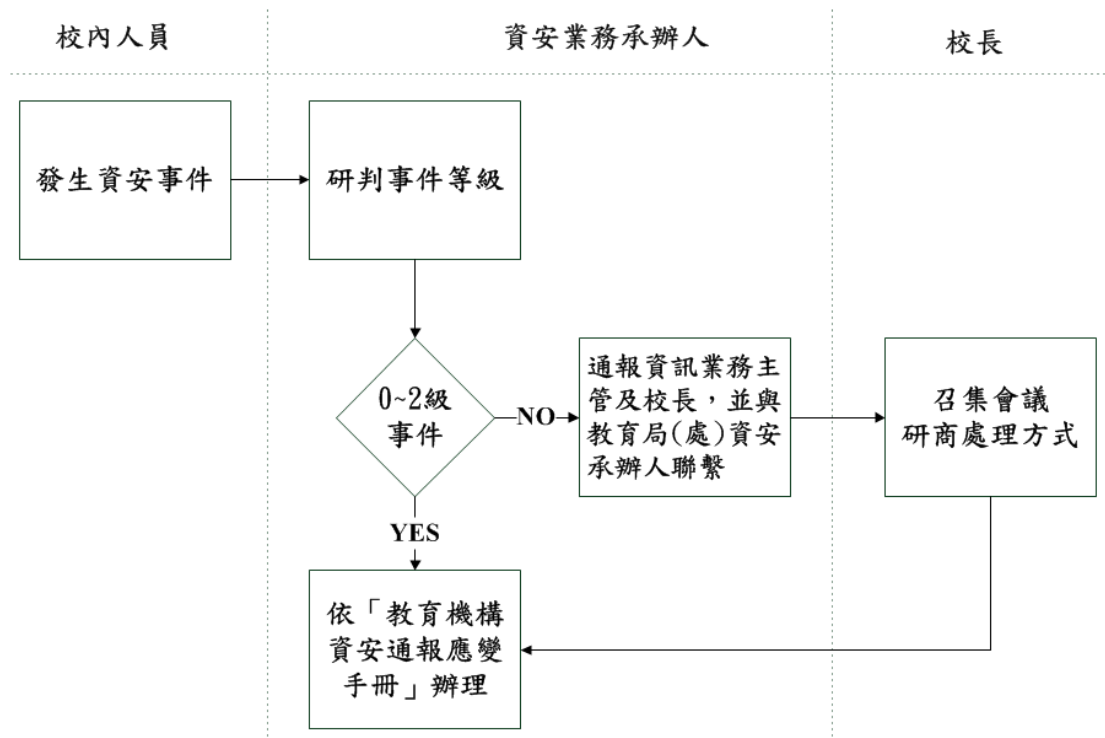 校內人員
資安業務承辦人
校長
發生資安事件
研判事件等級
0~2級
事件
NO
通報資訊業務主
管及校長，並與
教育局(處)資安
承辦人聯繫
召集會議
研商處理方式
YES
依「教育機構
資安通報應變
手冊」辦理